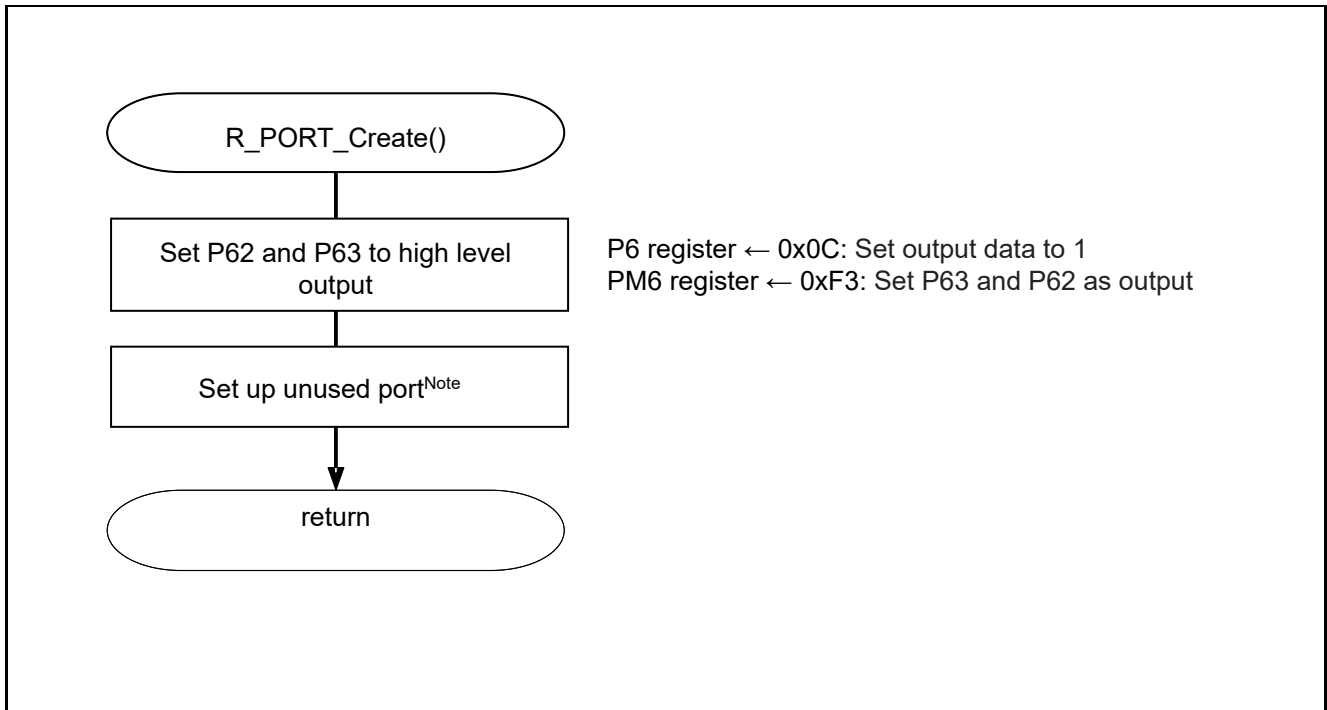 R_PORT_Create()
Set P62 and P63 to high level
output
P6 register ← 0x0C: Set output data to 1
PM6 register ← 0xF3: Set P63 and P62 as output
Set up unused portNote
return